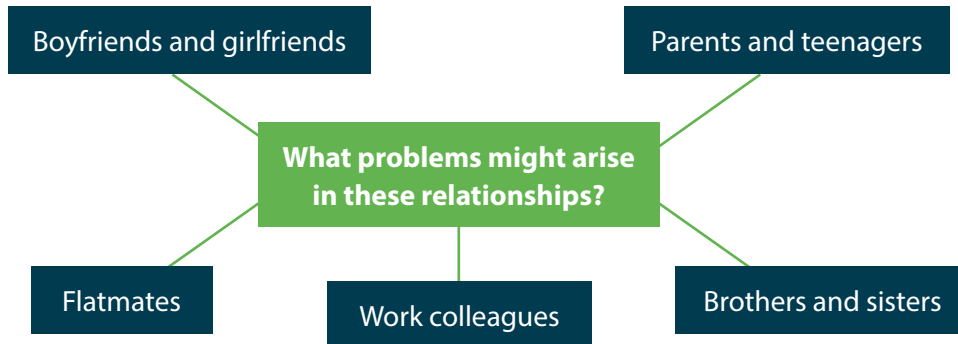 Boyfriends and girlfriends
Parents and teenagers
What problems might arise
in these relationships?
Flatmates
Work colleagues
Brothers and sisters